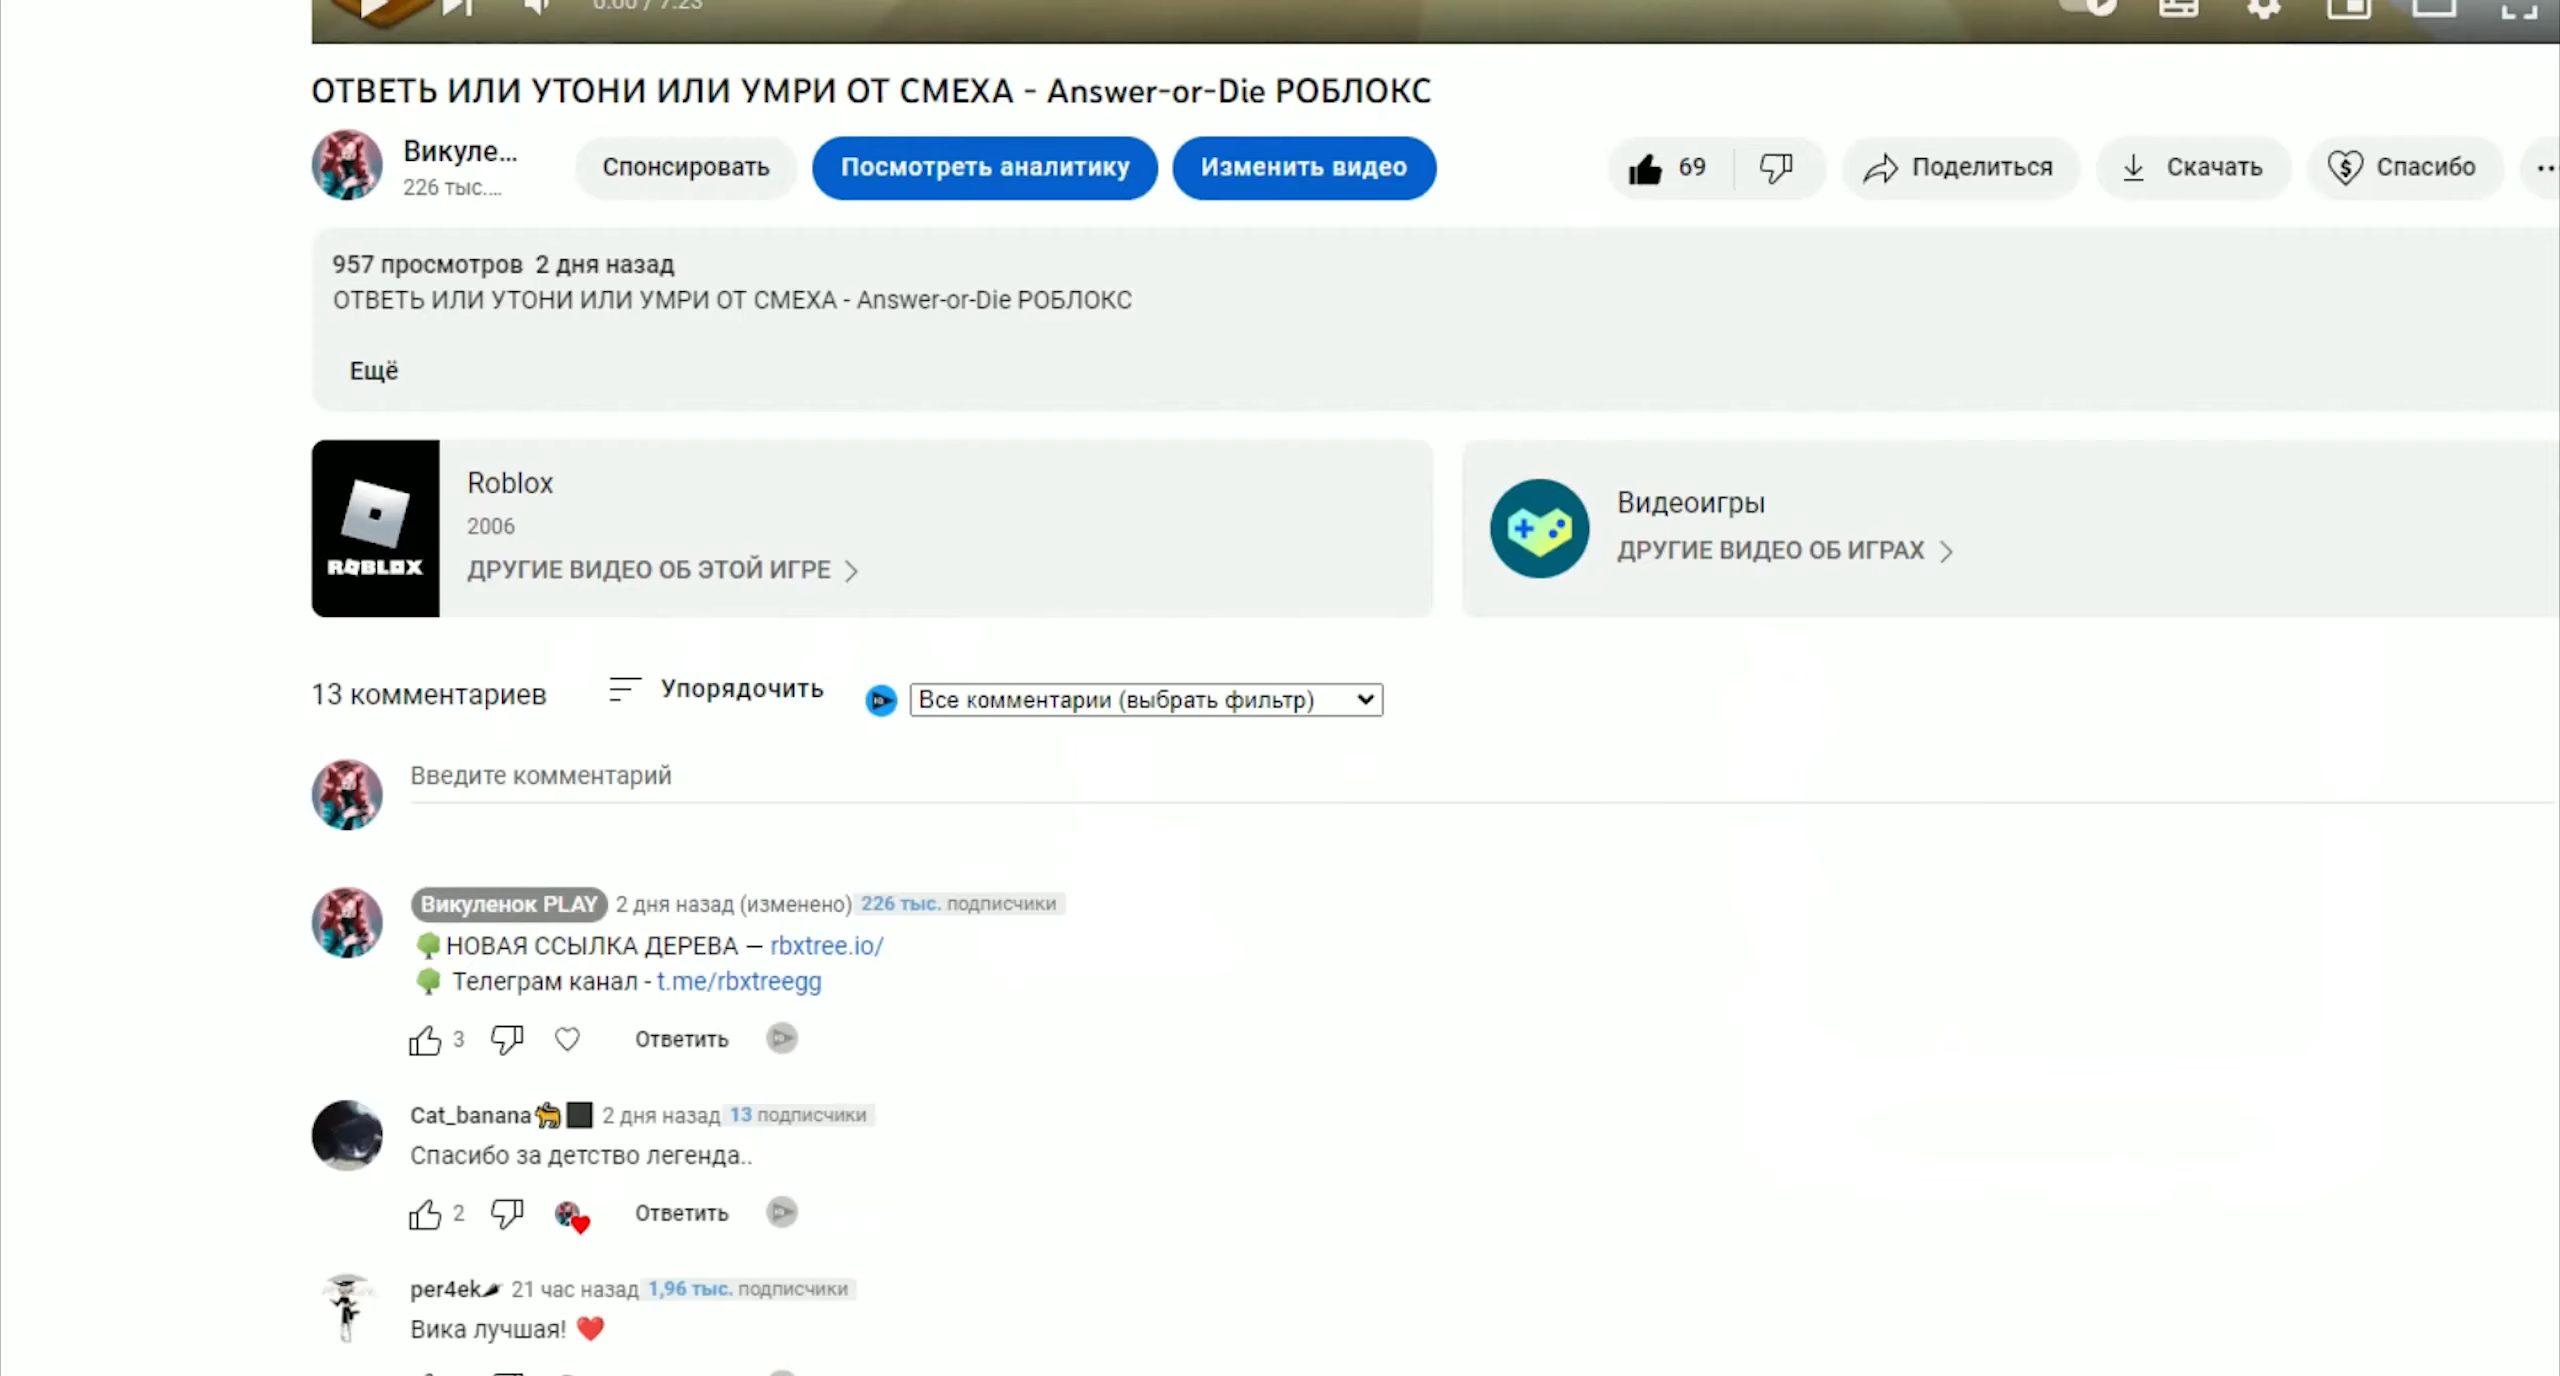 0:00 / 7:23
ОТВЕТЬ ИЛИ УТОНИ ИЛИ УМРИ ОТ СМЕХА - Answer-or-Die РОБЛОКС
Викуле...
226 тыс....
Спонсировать
Посмотреть аналитику
Изменить видео
69
Поделиться
Скачать
Спасибо
957 просмотров 2 дня назад
ОТВЕТЬ ИЛИ УТОНИ ИЛИ УМРИ ОТ СМЕХА - Answer-or-Die РОБЛОКС
Ещё
ROBLOX
Roblox
2006
ДРУГИЕ ВИДЕО ОБ ЭТОЙ ИГРЕ
Видеоигры
ДРУГИЕ ВИДЕО ОБ ИГРАХ
13 комментариев
Упорядочить
Все комментарии (выбрать фильтр)
Введите комментарий
Викуленок PLAY 2 дня назад (изменено) 226 тыс. подписчики
🌳НОВАЯ ССЫЛКА ДЕРЕВА — rbxtree.io/
🌳 Телеграм канал - t.me/rbxtreegg
3
Ответить
Cat_banana🐈⬛ 2 дня назад 13 подписчики
Спасибо за детство легенда..
2
Ответить
per4ek🌶 21 час назад 1,96 тыс. подписчики
Вика лучшая! ❤️